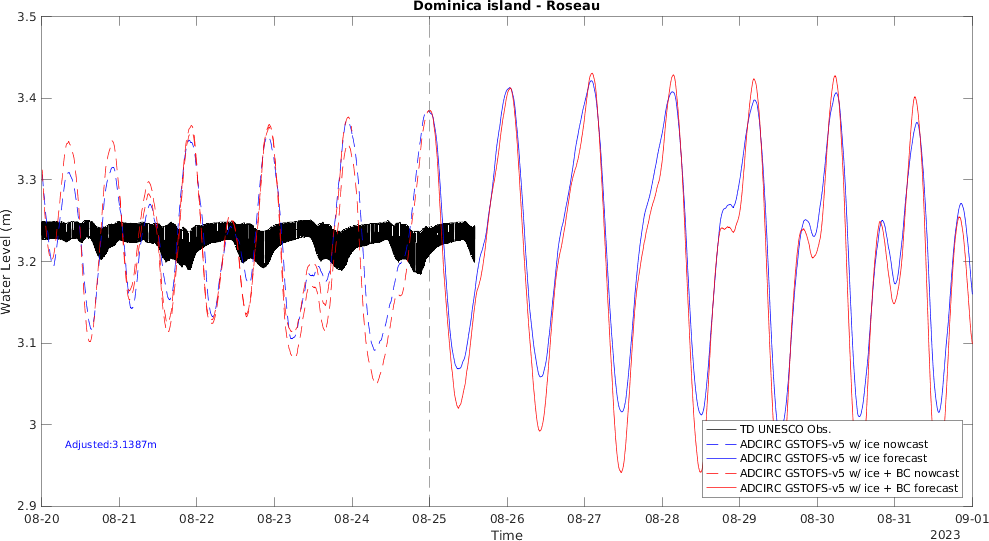 Dominica island - Roseau
3.5
3.4
3.3
3.2
3.1
3
2.9
Water Level (m)
Adjusted:3.1387m
TD UNESCO Obs.
ADCIRC GSTOFS-v5 w/ ice nowcast
ADCIRC GSTOFS-v5 w/ ice forecast
ADCIRC GSTOFS-v5 w/ ice + BC nowcast
ADCIRC GSTOFS-v5 w/ ice + BC forecast
08-20 08-21 08-22 08-23 08-24 08-25 08-26 08-27 08-28 08-29 08-30 08-31 09-01
Time
2023